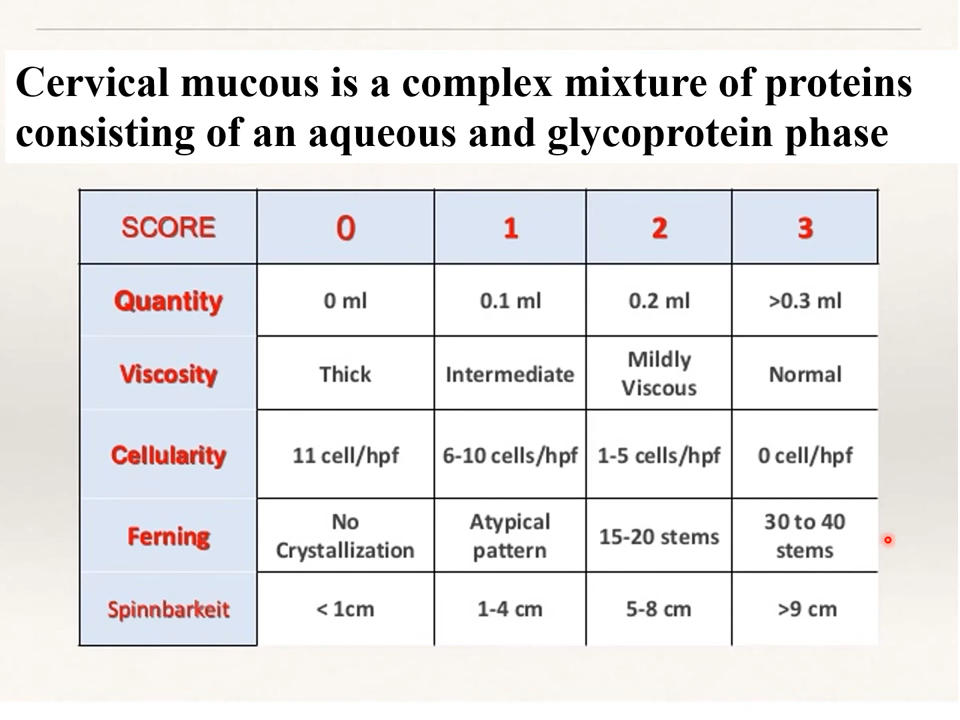 Cervical mucous is a complex mixture of proteins
consisting of an aqueous and glycoprotein phase
SCORE 0 1 2 3
Quantity 0 ml 0.1 ml 0.2 ml >0.3 ml
Viscosity Thick Intermediate Mildly Viscous Normal
Cellularity 11 cell/hpf 6-10 cells/hpf 1-5 cells/hpf 0 cell/hpf
Ferning No Crystallization Atypical pattern 15-20 stems 30 to 40 stems
Spinnbarkeit < 1cm 1-4 cm 5-8 cm >9 cm